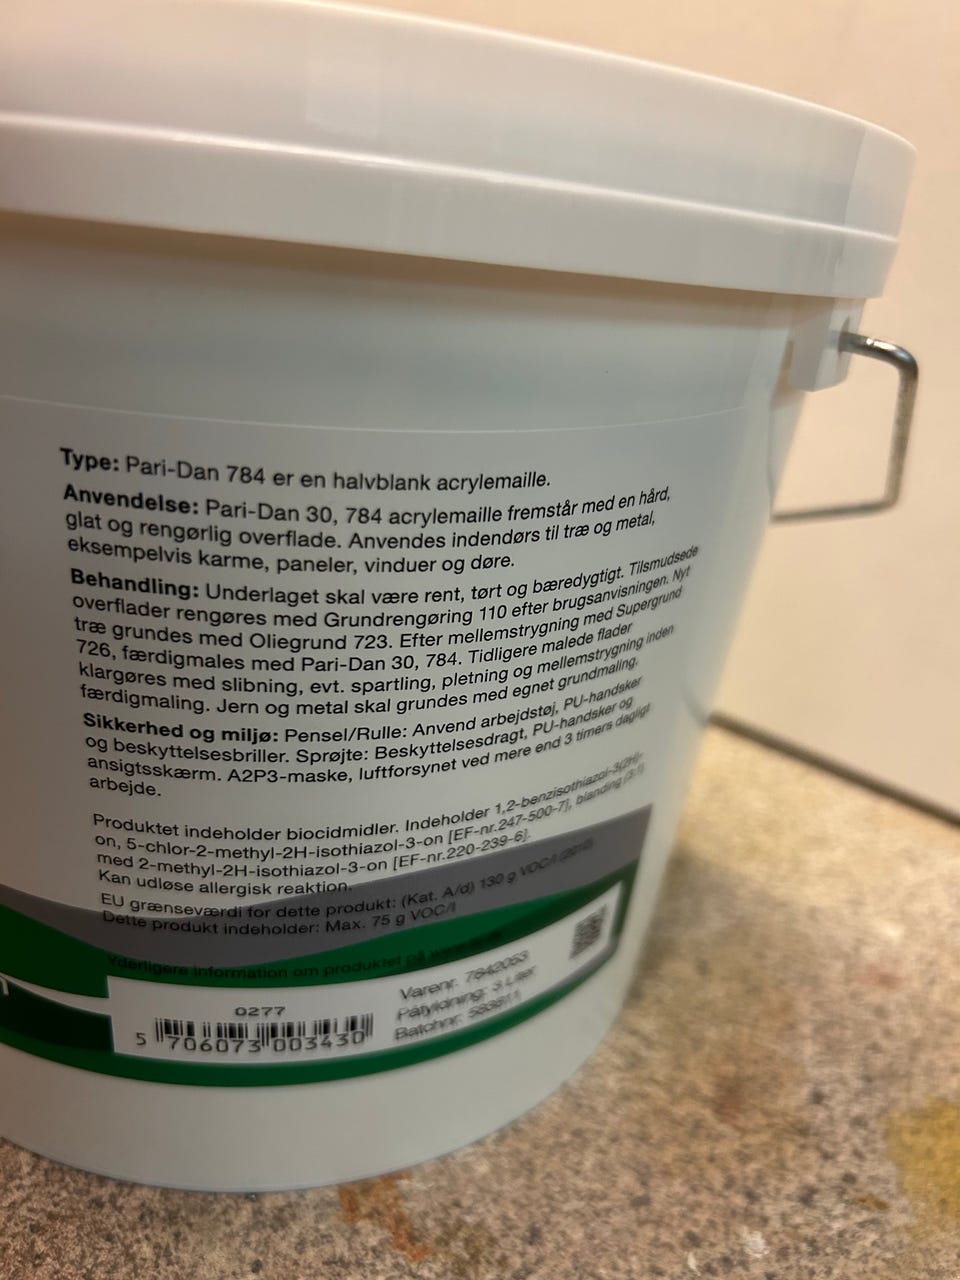 Type: Pari-Dan 784 er en halvblank acrylemaille.
Anvendelse: Pari-Dan 30, 784 acrylemaille fremstår med en hård,
glat og rengørlig overflade. Anvendes indendørs til træ og metal,
eksempelvis karme, paneler, vinduer og døre.
Behandling: Underlaget skal være rent, tørt og bæredygtigt. Tilsmudsede
overflader rengøres med Grundrengøring 110 efter brugsanvisningen. Nyt
træ grundes med Oliegrund 723. Efter mellemstrygning med Supergrund
726, færdigmales med Pari-Dan 30, 784. Tidligere malede flader
klargøres med slibning, evt. spartling, pletning og mellemstrygning inden
færdigmaling. Jern og metal skal grundes med egnet grundmaling.
Sikkerhed og miljø: Pensel/Rulle: Anvend arbejdstøj, PU-handsker
og beskyttelsesbriller. Sprøjte: Beskyttelsesdragt, PU-handsker og
ansigtsskærm. A2P3-maske, luftforsynet ved mere end 3 timers dagligt
arbejde.
Produktet indeholder biocidmidler. Indeholder 1,2-benzisothiazol-3(2H)-
on, 5-chlor-2-methyl-2H-isothiazol-3-on [EF-nr.247-500-7], blanding (3:1)
med 2-methyl-2H-isothiazol-3-on [EF-nr.220-239-6].
Kan udløse allergisk reaktion.
EU grænseværdi for dette produkt: (Kat. A/d) 130 g VOC/l (2010)
Dette produkt indeholder: Max. 75 g VOC/l
Yderligere information om produktet på
0277
5 706073 003430
Varenr. 7842053
Påfyldning: 3 Liter
Batchnr: